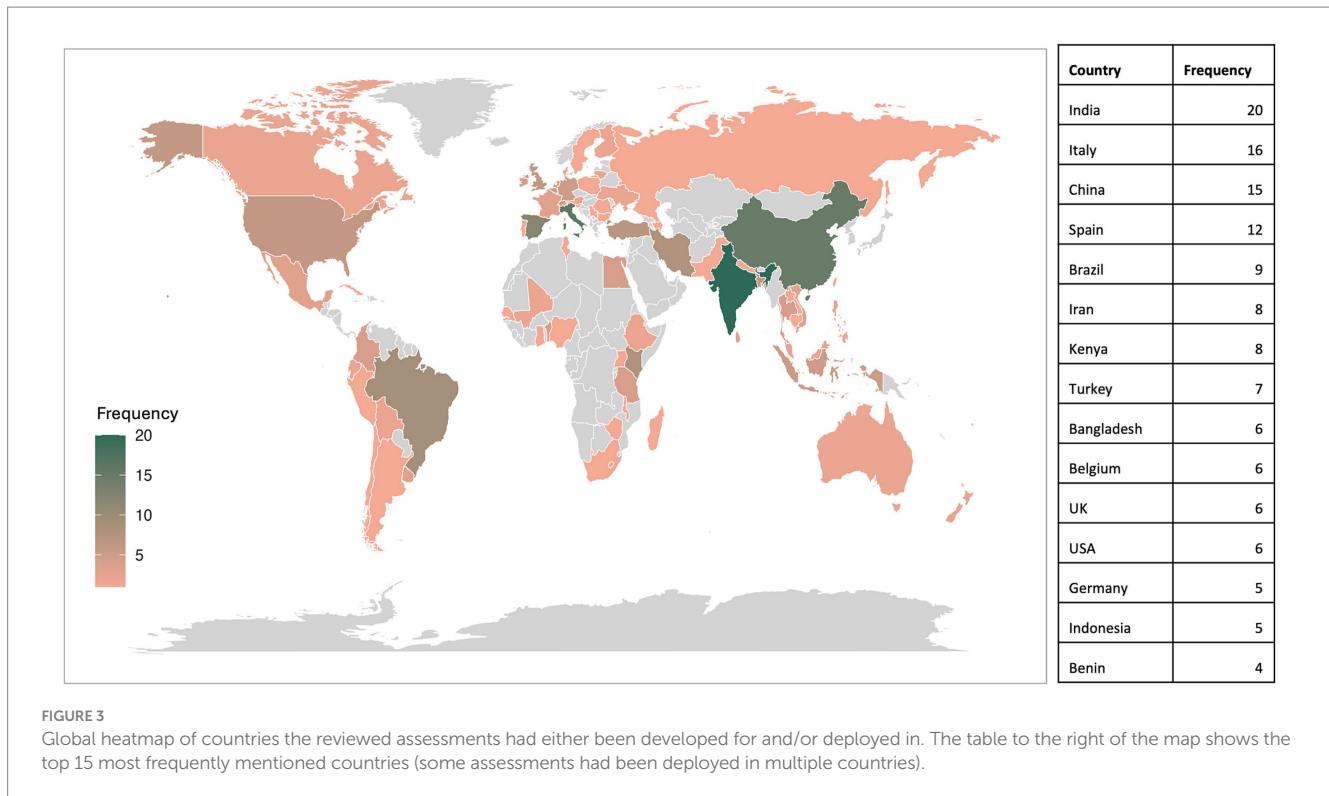 Country Frequency
India 20
Italy 16
China 15
Spain 12
Brazil 9
Iran 8
Kenya 8
Turkey 7
Bangladesh 6
Belgium 6
UK 6
USA 6
Germany 5
Indonesia 5
Benin 4
Frequency
20
15
10
5
FIGURE 3
Global heatmap of countries the reviewed assessments had either been developed for and/or deployed in. The table to the right of the map shows the
top 15 most frequently mentioned countries (some assessments had been deployed in multiple countries).